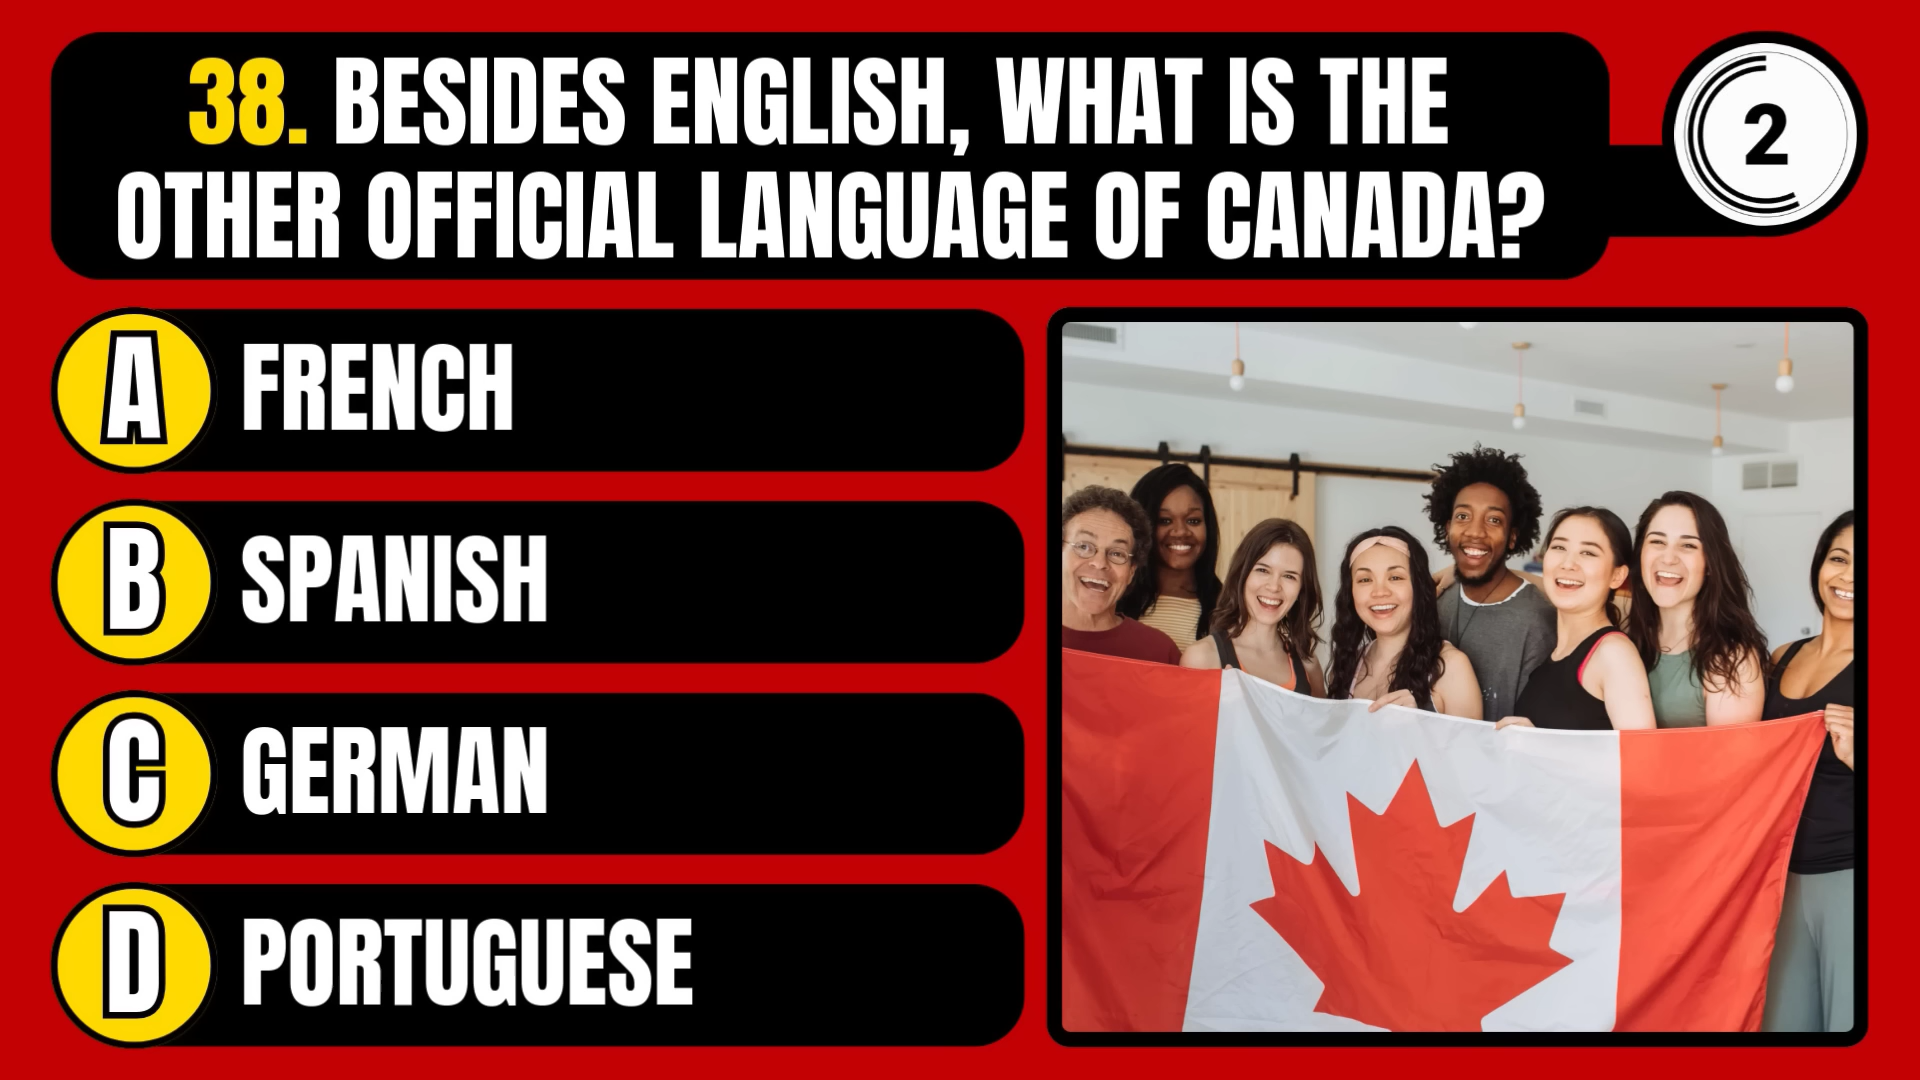 38. BESIDES ENGLISH, WHAT IS THE
OTHER OFFICIAL LANGUAGE OF CANADA?
2
A FRENCH
B SPANISH
C GERMAN
D PORTUGUESE